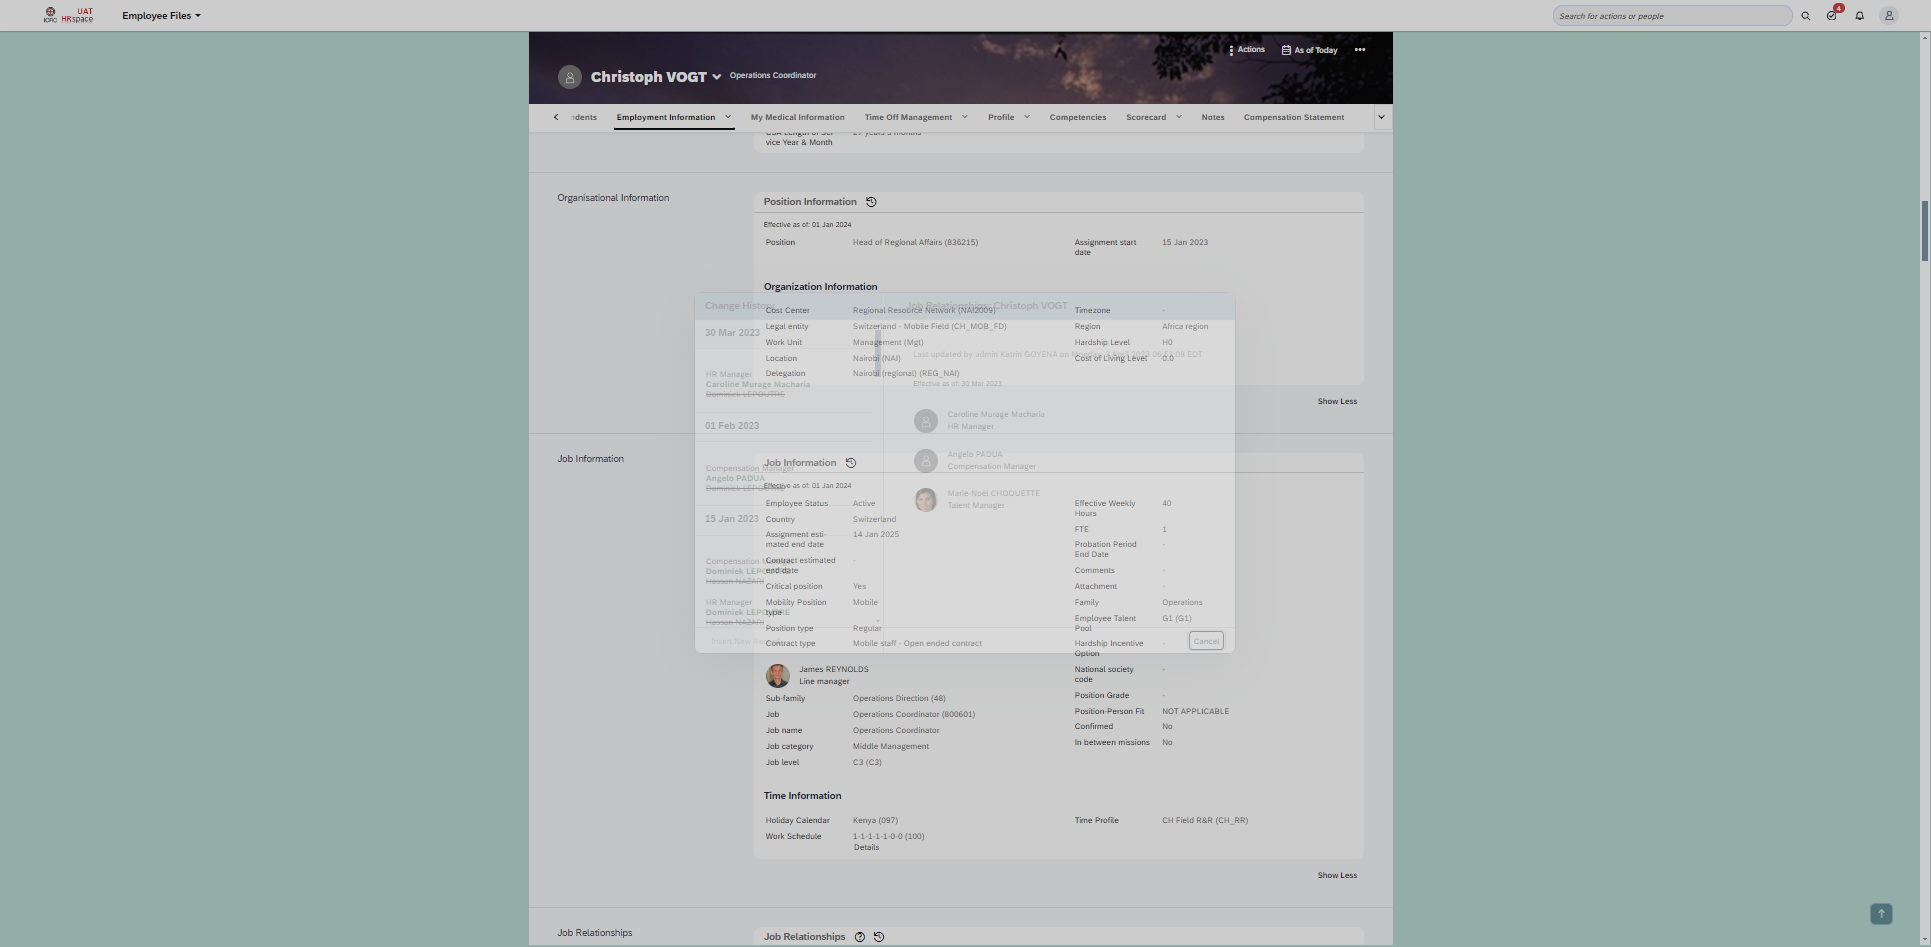 ICRC
UAT
HRspace
Employee Files
Search for actions or people
4
Actions
As of Today
Christoph VOGT
Operations Coordinator
ndents
Employment Information
My Medical Information
Time Off Management
Profile
Competencies
Scorecard
Notes
Compensation Statement
vice Year & Month
Organisational Information
Position Information
Effective as of: 01 Jan 2024
Position
Head of Regional Affairs (836215)
Assignment start
date
15 Jan 2023
Organization Information
Change History
Job Relationships: Christoph VOGT
Cost Center
Regional Resource Network (NAI2009)
Timezone
-
Legal entity
Switzerland - Mobile Field (CH_MOB_FD)
Region
Africa region
30 Mar 2023
Work Unit
Management (Mgt)
Hardship Level
H0
Last updated by admin Katrin GOYENA on
EDT
Location
Nairobi (NAI)
Cost of Living Level
0.0
Delegation
Nairobi (regional) (REG_NAI)
HR Manager
Caroline Murage Macharia
Dominiek LEPOUTRE
Effective as of: 30 Mar 2023
Show Less
Caroline Murage Macharia
HR Manager
01 Feb 2023
Job Information
Job Information
Angelo PADUA
Compensation Manager
Compensation Manager
Angelo PADUA
Dominiek LEPOUTRE
Effective as of: 01 Jan 2024
Marie-Noël CHOQUETTE
Talent Manager
Employee Status
Active
Effective Weekly
Hours
40
15 Jan 2023
Country
Switzerland
FTE
1
Assignment esti-
mated end date
14 Jan 2025
Probation Period
End Date
-
Compensation Manager
Dominiek LEPOUTRE
Hassan NAZARI
Contract estimated
end date
-
Comments
-
Critical position
Yes
Attachment
-
HR Manager
Dominiek LEPOUTRE
Hassan NAZARI
Mobility Position
type
Mobile
Family
Operations
Employee Talent
Pool
G1 (G1)
Position type
Regular
Insert New Record
Contract type
Mobile staff - Open ended contract
Hardship Incentive
Option
-
Cancel
James REYNOLDS
Line manager
National society
code
-
Sub-family
Operations Direction (48)
Position Grade
-
Job
Operations Coordinator (800601)
Position-Person Fit
NOT APPLICABLE
Job name
Operations Coordinator
Confirmed
No
Job category
Middle Management
In between missions
No
Job level
C3 (C3)
Time Information
Holiday Calendar
Kenya (097)
Time Profile
CH Field R&R (CH_RR)
Work Schedule
1-1-1-1-1-0-0 (100)
Details
Show Less
Job Relationships
Job Relationships